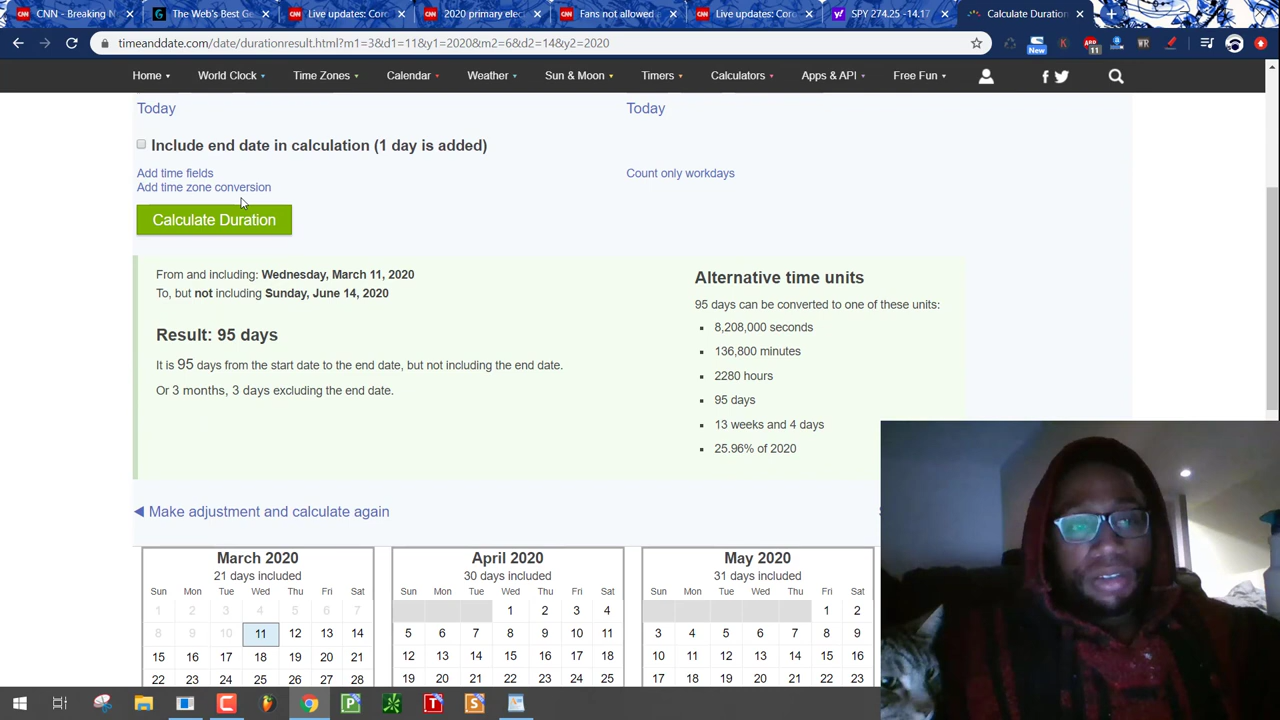 CNN - Breaking N
The Web's Best G
Live updates: Coro
2020 primary elec
Fans not allowed
Live updates: Coro
SPY 274.25 -14.17
Calculate Duration
timeanddate.com/date/durationresult.html?m1=3&d1=11&y1=2020&m2=6&d2=14&y2=2020
New
11
WR
Home World Clock Time Zones Calendar Weather Sun & Moon Timers Calculators Apps & API Free Fun
Today Today
Include end date in calculation (1 day is added)
Add time fields Count only workdays
Add time zone conversion
Calculate Duration
From and including: Wednesday, March 11, 2020
To, but not including Sunday, June 14, 2020
Result: 95 days
It is 95 days from the start date to the end date, but not including the end date.
Or 3 months, 3 days excluding the end date.
Alternative time units
95 days can be converted to one of these units:
8,208,000 seconds
136,800 minutes
2280 hours
95 days
13 weeks and 4 days
25.96% of 2020
Make adjustment and calculate again
March 2020
21 days included
Sun Mon Tue Wed Thu Fri Sat
1 2 3 4 5 6 7
8 9 10 11 12 13 14
15 16 17 18 19 20 21
22 23 24 25 26 27 28
April 2020
30 days included
Sun Mon Tue Wed Thu Fri Sat
1 2 3 4
5 6 7 8 9 10 11
12 13 14 15 16 17 18
19 20 21 22 23 24 25
May 2020
31 days included
Sun Mon Tue Wed Thu Fri Sat
1 2
3 4 5 6 7 8 9
10 11 12 13 14 15 16
17 18 19 20 21 22 23